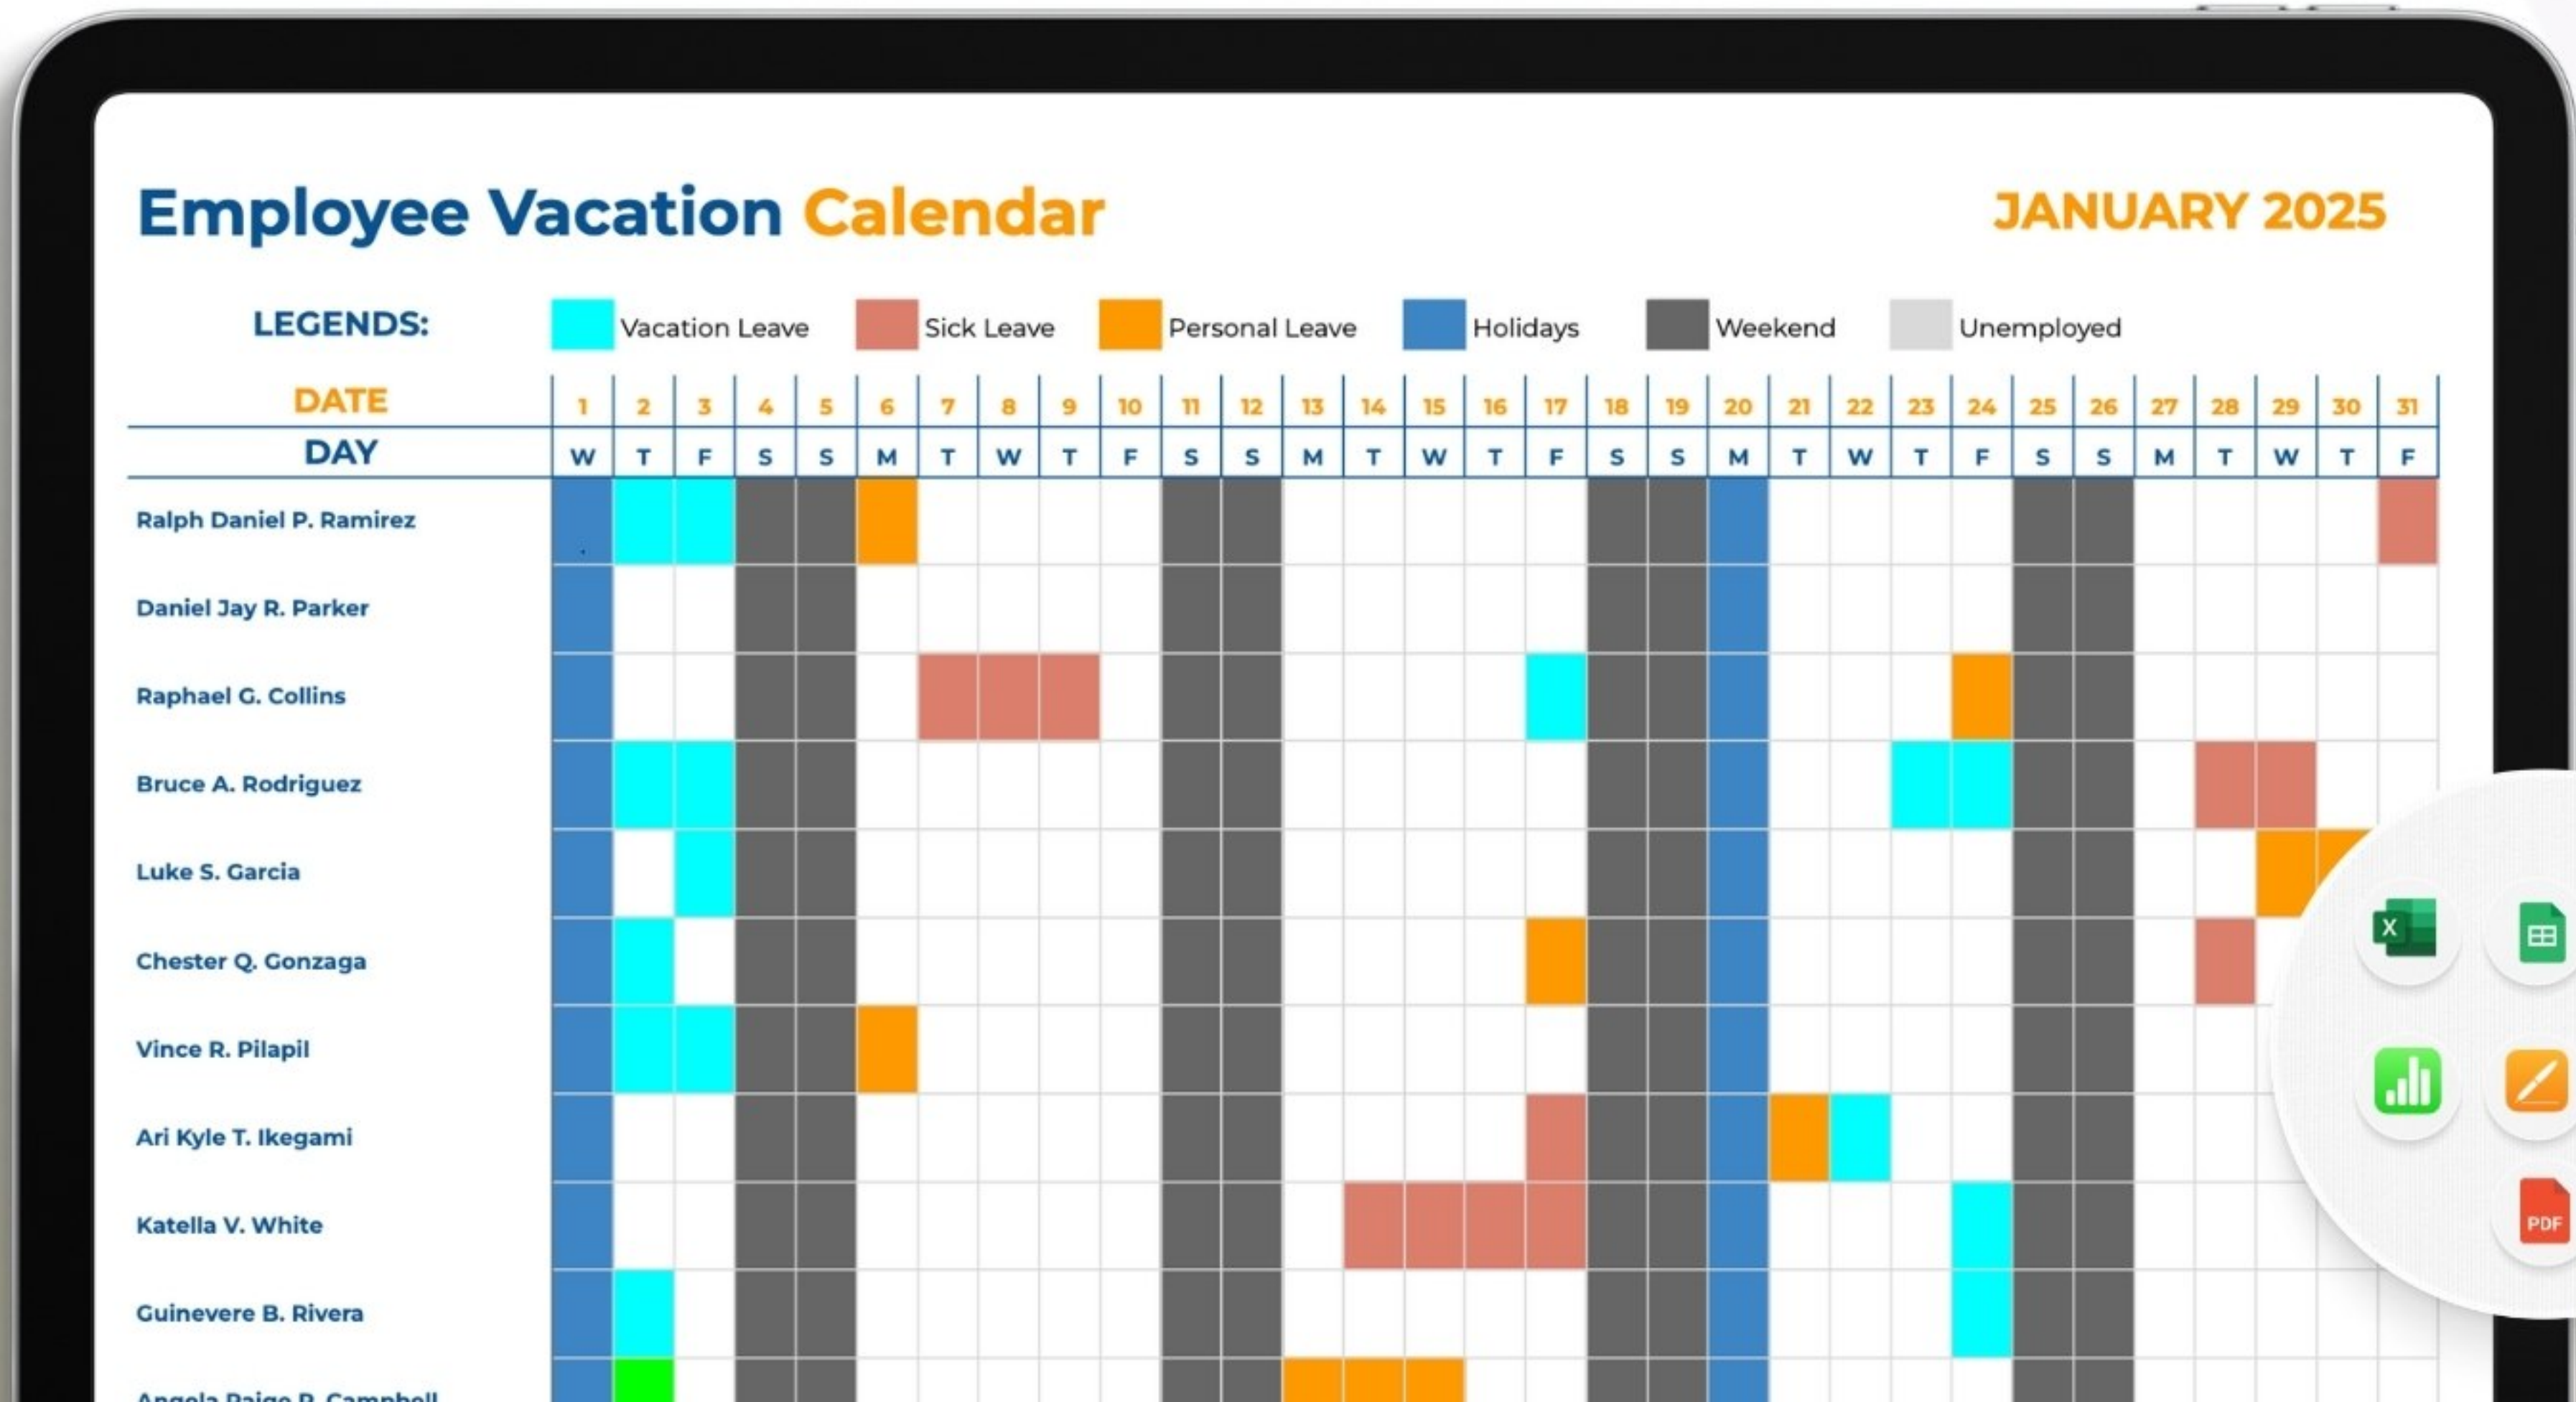 Employee Vacation Calendar
JANUARY 2025
LEGENDS: Vacation Leave Sick Leave Personal Leave Holidays Weekend Unemployed
DATE 1 2 3 4 5 6 7 8 9 10 11 12 13 14 15 16 17 18 19 20 21 22 23 24 25 26 27 28 29 30 31
DAY W T F S S M T W T F S S M T W T F S S M T W T F S S M T W T F
Ralph Daniel P. Ramirez
Daniel Jay R. Parker
Raphael G. Collins
Bruce A. Rodriguez
Luke S. Garcia
Chester Q. Gonzaga
X
Vince R. Pilapil
Ari Kyle T. Ikegami
Katella V. White
PDF
Guinevere B. Rivera
Angela Paige Campbell